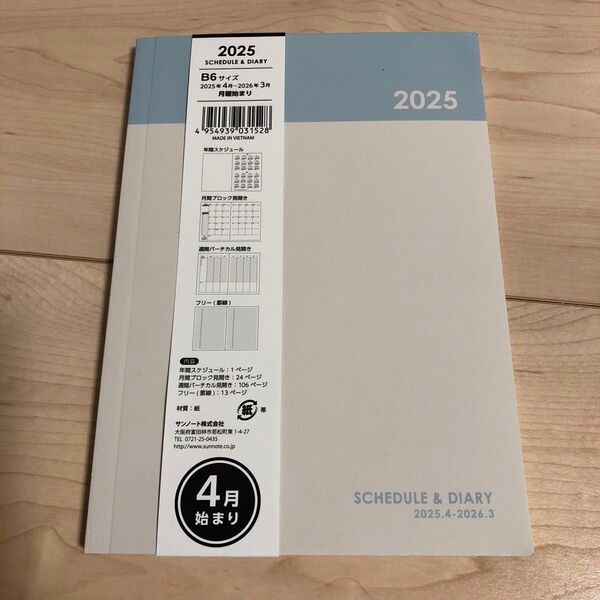 2025
SCHEDULE & DIARY
B6サイズ
2025年4月~2026年3月
月曜始まり
4 954939 031528
MADE IN VIETNAM
年間スケジュール
月間ブロック見開き
週間バーチカル見開き
フリー(罫線)
内容
年間スケジュール:1ページ
月間ブロック見開き:24ページ
週間バーチカル見開き:106ページ
フリー(罫線):13ページ
材質:紙
紙
帯
サンノート株式会社
大阪府富田林市若松町東1-4-27
TEL 0721-25-0435
http://www.sunnote.co.jp
4月
始まり
2025
SCHEDULE & DIARY
2025.4-2026.3